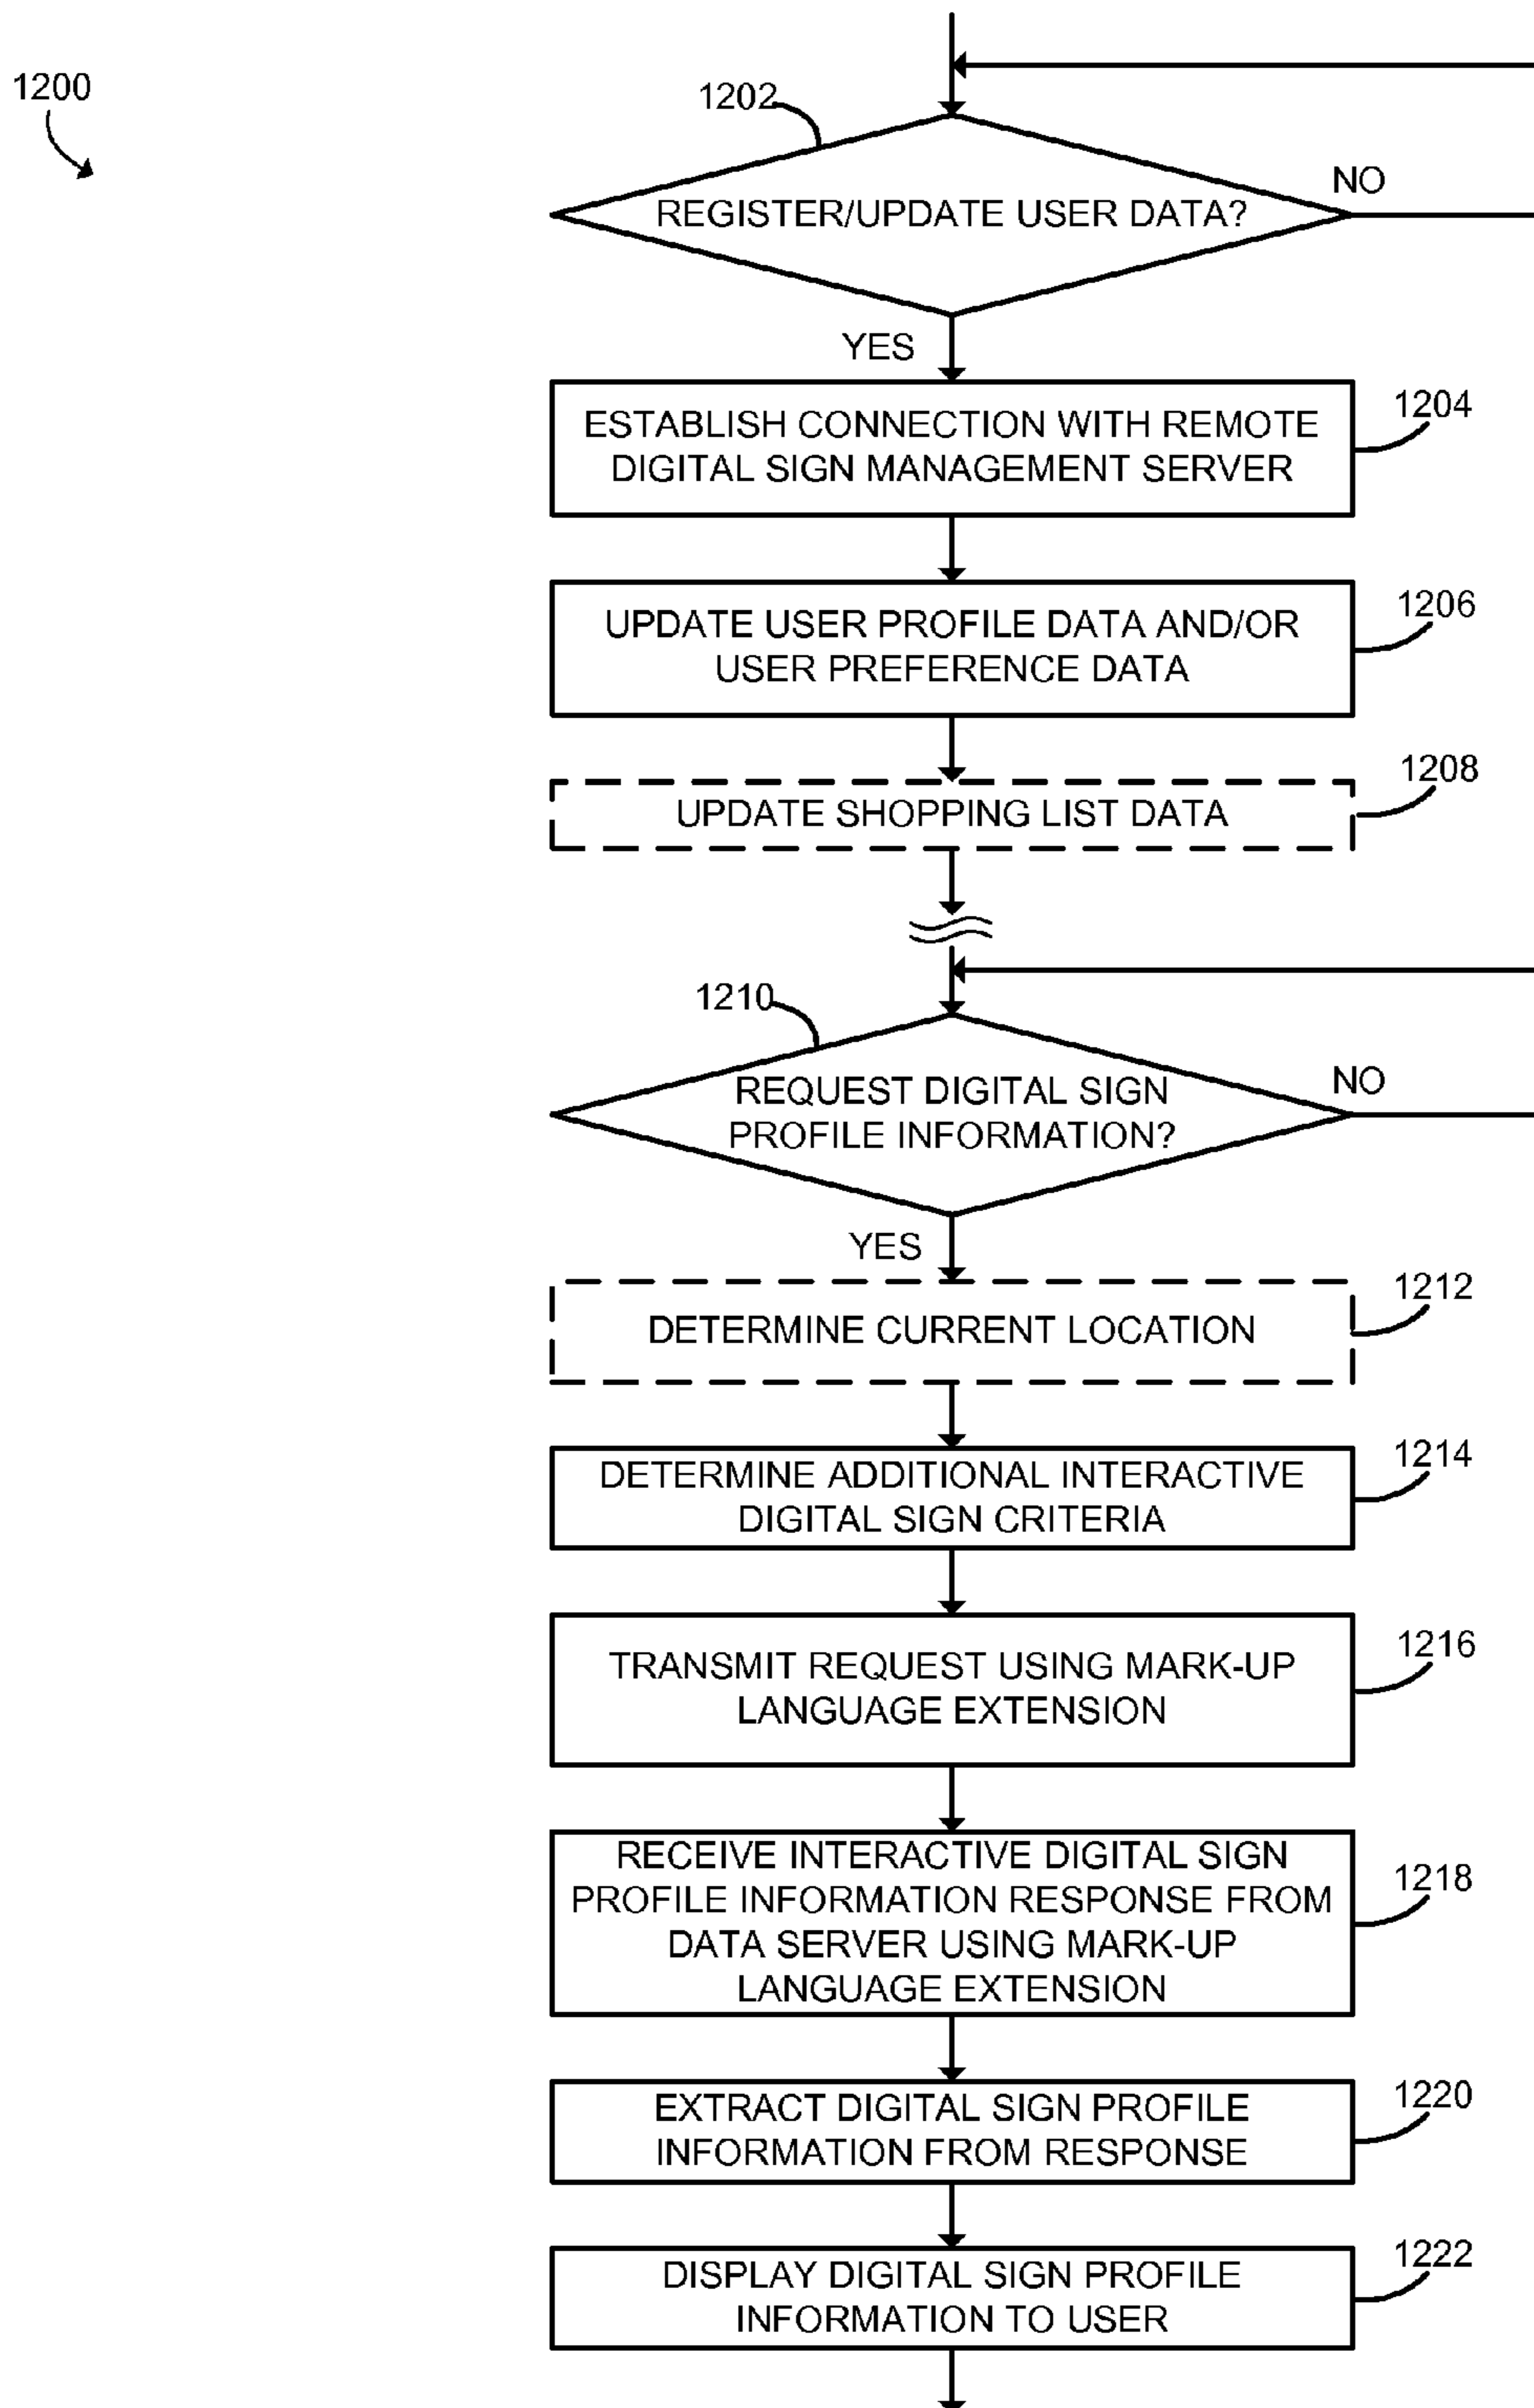 1200
1202
REGISTER/UPDATE USER DATA?
NO
YES
ESTABLISH CONNECTION WITH REMOTE
DIGITAL SIGN MANAGEMENT SERVER
1204
UPDATE USER PROFILE DATA AND/OR
USER PREFERENCE DATA
1206
UPDATE SHOPPING LIST DATA
1208
1210
REQUEST DIGITAL SIGN
PROFILE INFORMATION?
NO
YES
DETERMINE CURRENT LOCATION
1212
DETERMINE ADDITIONAL INTERACTIVE
DIGITAL SIGN CRITERIA
1214
TRANSMIT REQUEST USING MARK-UP
LANGUAGE EXTENSION
1216
RECEIVE INTERACTIVE DIGITAL SIGN
PROFILE INFORMATION RESPONSE FROM
DATA SERVER USING MARK-UP
LANGUAGE EXTENSION
1218
EXTRACT DIGITAL SIGN PROFILE
INFORMATION FROM RESPONSE
1220
DISPLAY DIGITAL SIGN PROFILE
INFORMATION TO USER
1222